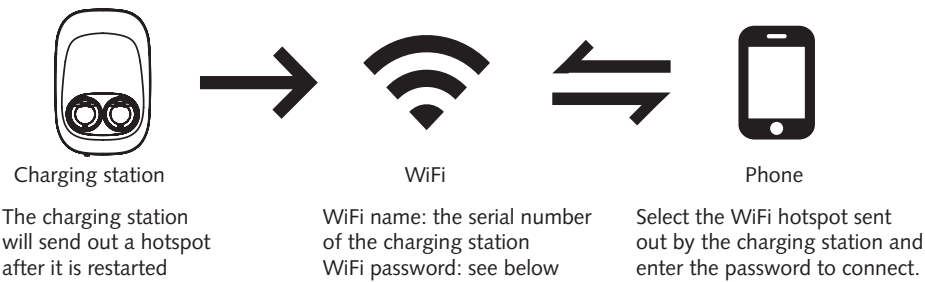 Charging station
WiFi
Phone
The charging station
will send out a hotspot
after it is restarted
WiFi name: the serial number
of the charging station
WiFi password: see below
Select the WiFi hotspot sent
out by the charging station and
enter the password to connect.